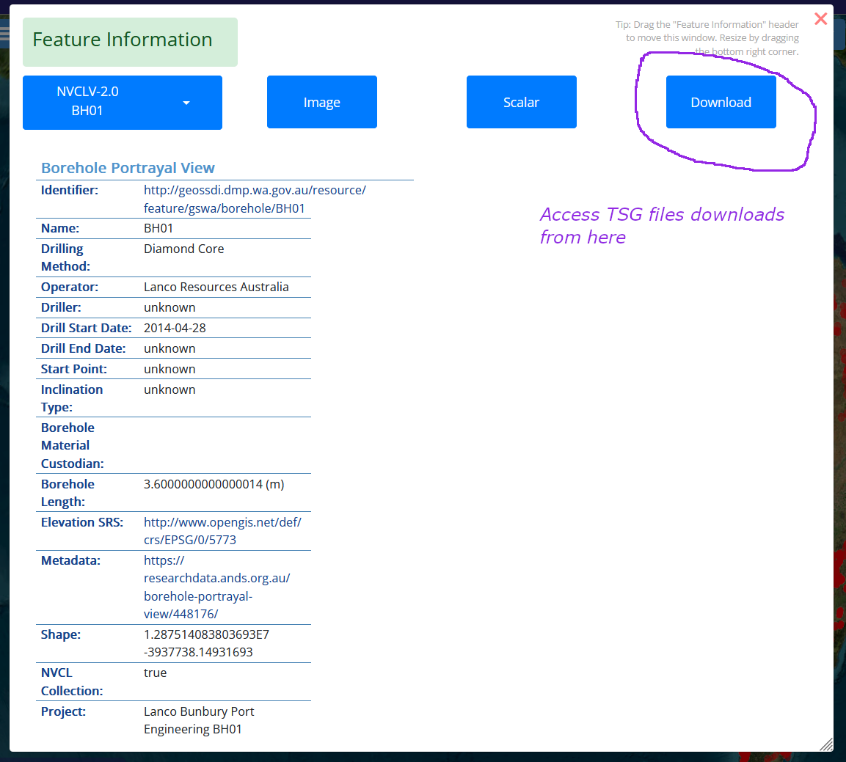 Feature Information
Tip: Drag the "Feature Information" header
to move this window. Resize by dragging
the bottom right corner.
NVCLV-2.0
BH01
Image
Scalar
Download
Borehole Portrayal View
Identifier: http://geossdi.dmp.wa.gov.au/resource/
feature/gswa/borehole/BH01
Name: BH01
Drilling Diamond Core
Method:
Operator: Lanco Resources Australia
Driller: unknown
Drill Start Date: 2014-04-28
Drill End Date: unknown
Start Point: unknown
Inclination unknown
Type:
Borehole
Material
Custodian:
Borehole 3.6000000000000014 (m)
Length:
Elevation SRS: http://www.opengis.net/def/
crs/EPSG/0/5773
Metadata: https://
researchdata.ands.org.au/
borehole-portrayal-
view/448176/
Shape: 1.287514083803693E7
-3937738.14931693
NVCL true
Collection:
Project: Lanco Bunbury Port
Engineering BH01
Access TSG files downloads
from here